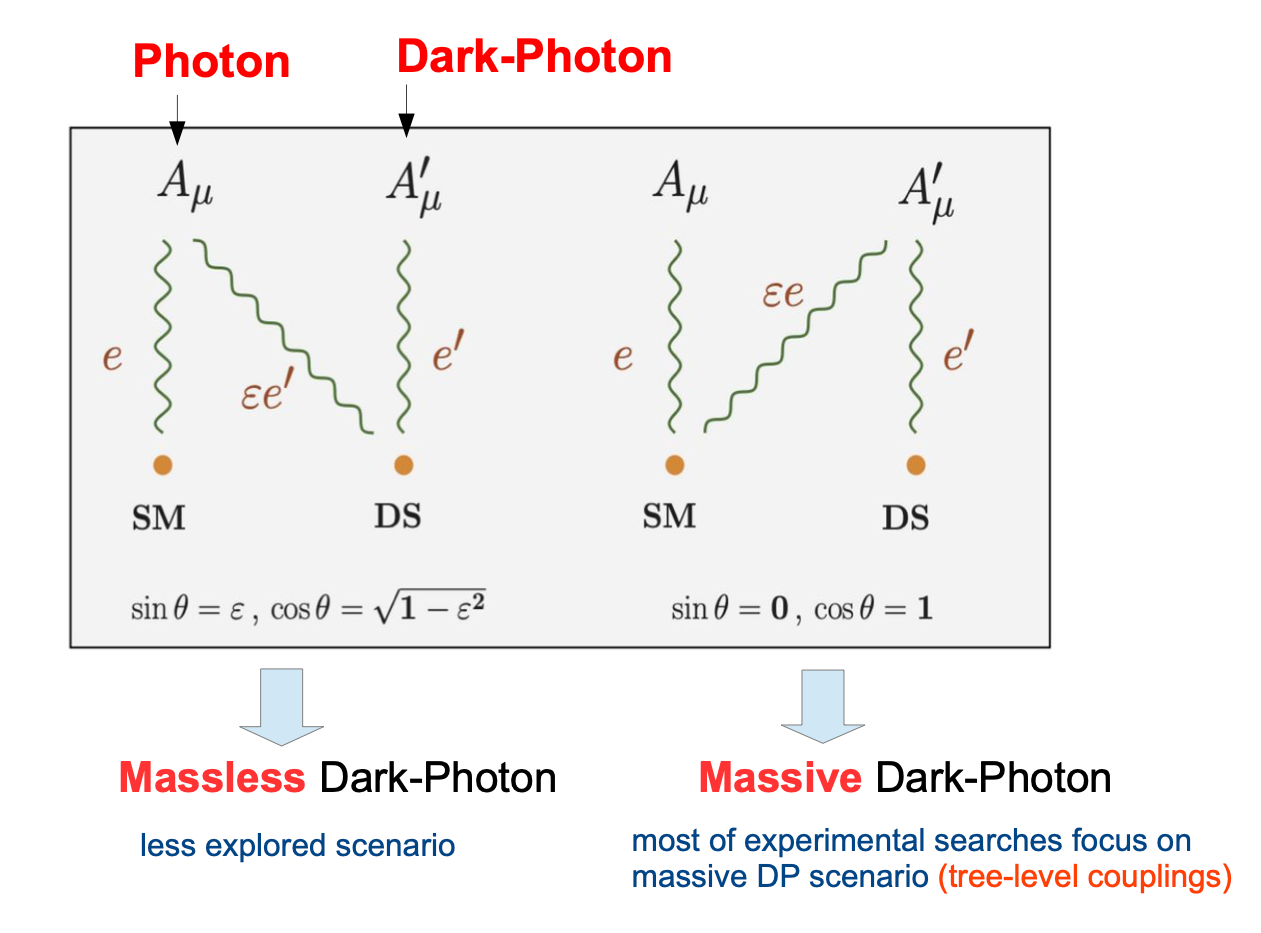 Photon
Dark-Photon
A_μ
A′_μ
A_μ
A′_μ
e
εe′
e′
e
εe
e′
SM
DS
SM
DS
sin θ = ε , cos θ = √(1 − ε²)
sin θ = 0 , cos θ = 1
Massless Dark-Photon
Massive Dark-Photon
less explored scenario
most of experimental searches focus on
massive DP scenario (tree-level couplings)